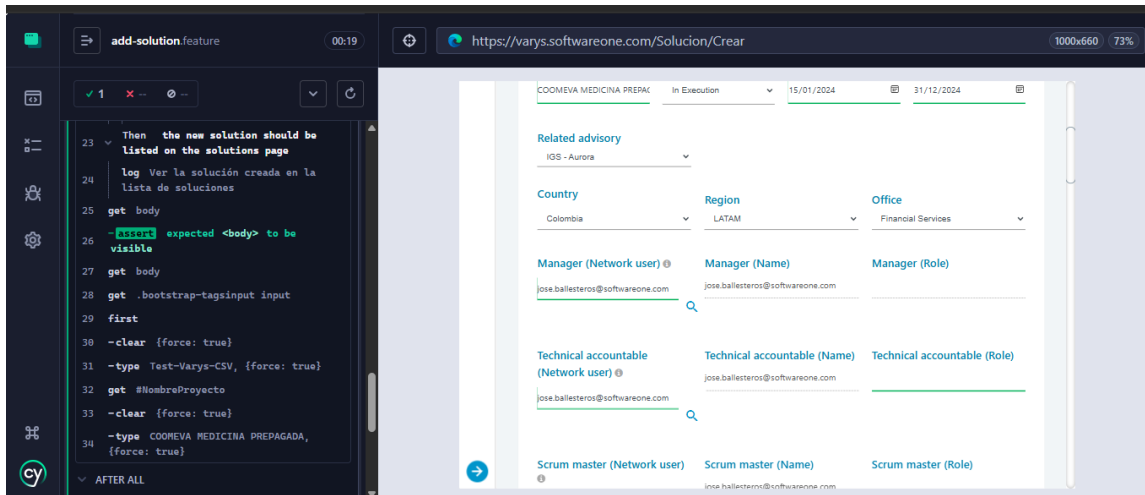 add-solution.feature
00:19
https://varys.softwareone.com/Solucion/Crear
1000x660
73%
1
--
--
23
Then the new solution should be
listed on the solutions page
24
log Ver la solución creada en la
lista de soluciones
25 get body
26
-assert expected <body> to be
visible
27 get body
28 get .bootstrap-tagsinput input
29 first
30 -clear {force: true}
31 -type Test-Varys-CSV, {force: true}
32 get #NombreProyecto
33 -clear {force: true}
34
-type COOMEVA MEDICINA PREPAGADA,
{force: true}
AFTER ALL
cy
COOMEVA MEDICINA PREPAG
In Execution
15/01/2024
31/12/2024
Related advisory
IGS - Aurora
Country
Region
Office
Colombia
LATAM
Financial Services
Manager (Network user)
Manager (Name)
Manager (Role)
jose.ballesteros@softwareone.com
jose.ballesteros@softwareone.com
Technical accountable
(Network user)
Technical accountable (Name)
Technical accountable (Role)
jose.ballesteros@softwareone.com
jose.ballesteros@softwareone.com
Scrum master (Network user)
Scrum master (Name)
Scrum master (Role)
jose.ballesteros@softwareone.com